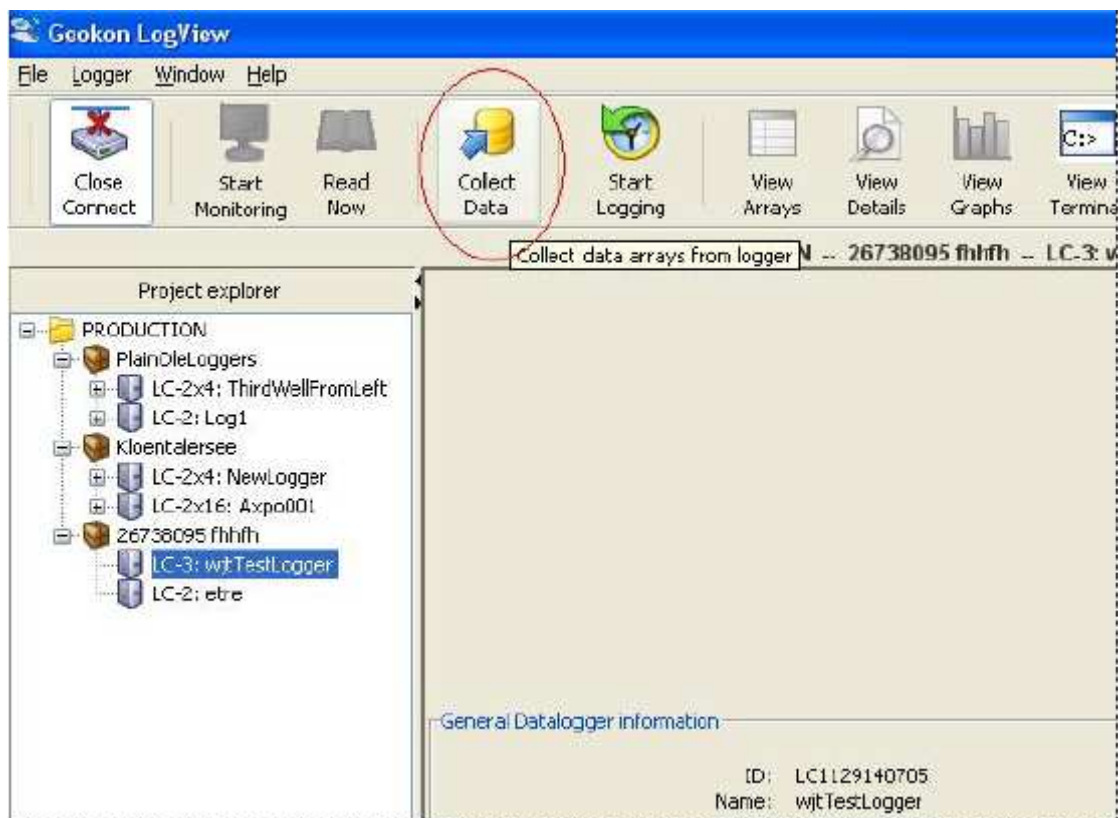 Geokon LogView
File Logger Window Help
Close Connect
Start Monitoring
Read Now
Collect Data
Start Logging
View Arrays
View Details
View Graphs
C:>
View Termina
Collect data arrays from logger N -- 26738095 fhhfh -- LC-3: w
Project explorer
PRODUCTION
PlainOleLoggers
LC-2x4: ThirdWellFromLeft
LC-2: Log1
Kloentalersee
LC-2x4: NewLogger
LC-2x16: Axpo001
26738095 fhhfh
LC-3: wjtTestLogger
LC-2: etre
General Datalogger information
ID: LC1129140705
Name: wjtTestLogger